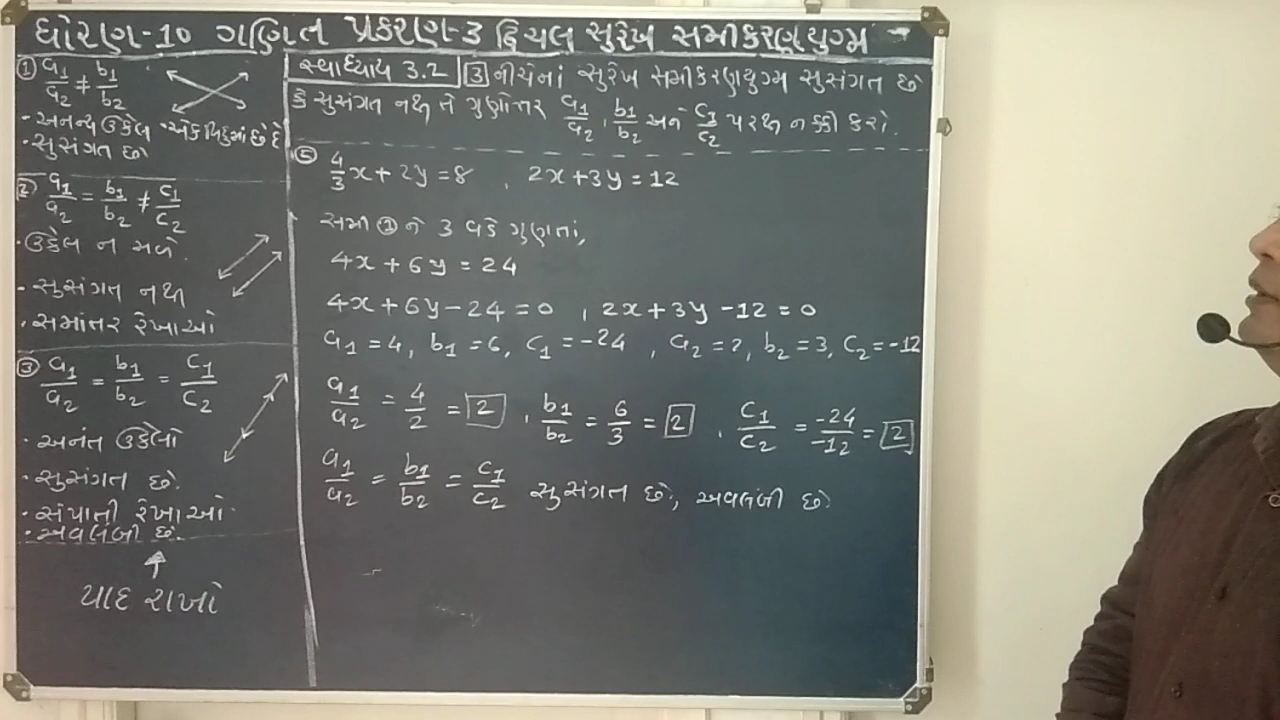 ધોરણ-10 ગણિત પ્રકરણ-3 દ્વિચલ સુરેખ સમીકરણયુગ્મ
① a1/a2 ≠ b1/b2
· અનન્ય ઉકેલ · એક બિંદુમાં છેદે
· સુસંગત છે
② a1/a2 = b1/b2 ≠ c1/c2
· ઉકેલ ન મળે.
· સુસંગત નથી
· સમાંતર રેખાઓ
③ a1/a2 = b1/b2 = c1/c2
· અનંત ઉકેલો
· સુસંગત છે.
· સંપાતી રેખાઓ
· અવલંબી છે.
યાદ રાખો
સ્વાધ્યાય 3.2 3 નીચેનાં સુરેખ સમીકરણયુગ્મ સુસંગત છે
કે સુસંગત નથી તે ગુણોત્તર a1/a2, b1/b2 અને c1/c2 પરથી નક્કી કરો.
⑤ 4/3x + 2y = 8 , 2x + 3y = 12
સમી ① ને 3 વડે ગુણતાં,
4x + 6y = 24
4x + 6y - 24 = 0 , 2x + 3y - 12 = 0
a1 = 4, b1 = 6, c1 = -24 , a2 = 2, b2 = 3, c2 = -12
a1/a2 = 4/2 = 2 , b1/b2 = 6/3 = 2 , c1/c2 = -24/-12 = 2
a1/a2 = b1/b2 = c1/c2 સુસંગત છે, અવલંબી છે.